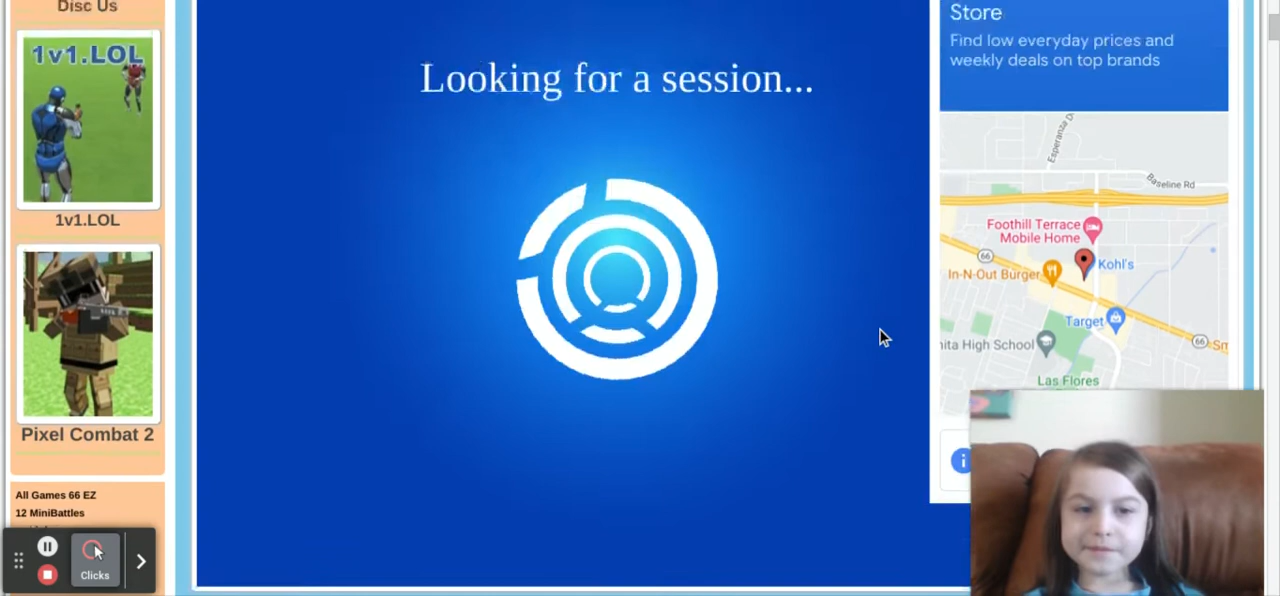 Disc Us
1v1.LOL
1v1.LOL
Pixel Combat 2
All Games 66 EZ
12 MiniBattles
Clicks
Looking for a session...
Store
Find low everyday prices and
weekly deals on top brands
Baseline Rd
Foothill Terrace
Mobile Home
66
In-N-Out Burger
Kohl's
Target
66
High School
Las Flores